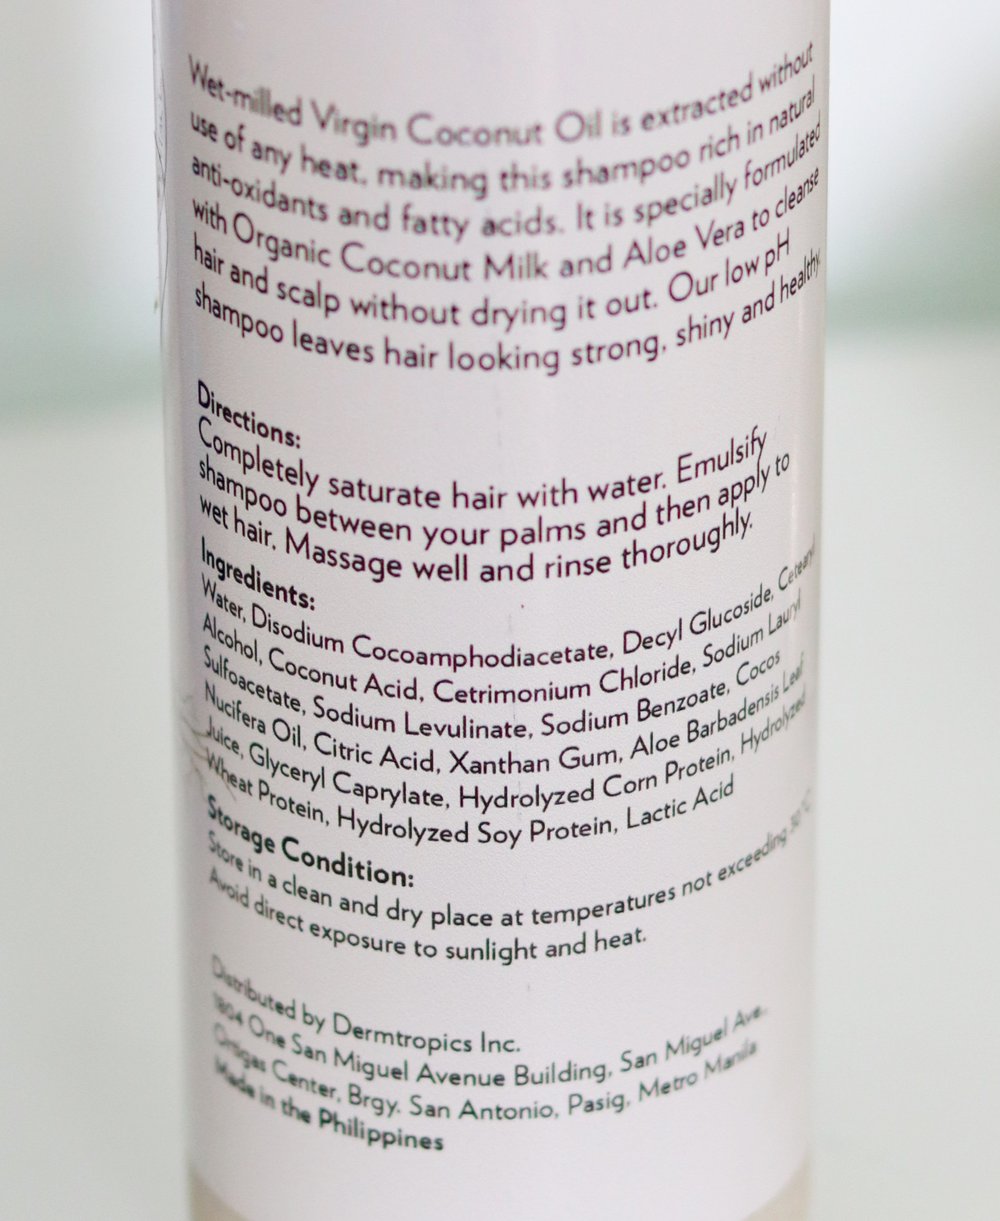 Wet-milled Virgin Coconut Oil is extracted without
use of any heat, making this shampoo rich in natural
anti-oxidants and fatty acids. It is specially formulated
with Organic Coconut Milk and Aloe Vera to cleanse
hair and scalp without drying it out. Our low pH
shampoo leaves hair looking strong, shiny and healthy.
Directions:
Completely saturate hair with water. Emulsify
shampoo between your palms and then apply to
wet hair. Massage well and rinse thoroughly.
Ingredients:
Water, Disodium Cocoamphodiacetate, Decyl Glucoside, Cetearyl
Alcohol, Coconut Acid, Cetrimonium Chloride, Sodium Lauryl
Sulfoacetate, Sodium Levulinate, Sodium Benzoate, Cocos
Nucifera Oil, Citric Acid, Xanthan Gum, Aloe Barbadensis Leaf
Juice, Glyceryl Caprylate, Hydrolyzed Corn Protein, Hydrolyzed
Wheat Protein, Hydrolyzed Soy Protein, Lactic Acid
Storage Condition:
Store in a clean and dry place at temperatures not exceeding 30 °C.
Avoid direct exposure to sunlight and heat.
Distributed by Dermtropics Inc.
1804 One San Miguel Avenue Building, San Miguel Ave.
Ortigas Center, Brgy. San Antonio, Pasig, Metro Manila
Made in the Philippines